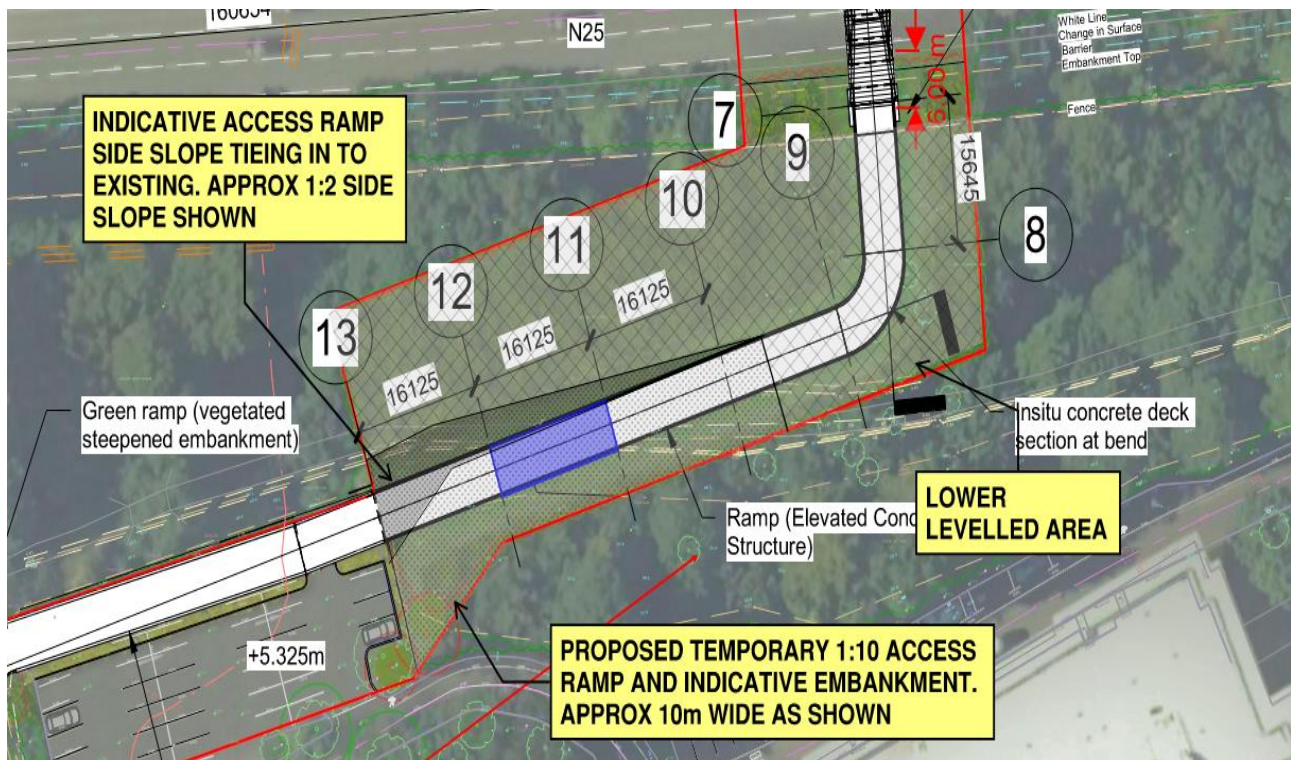 160654
N25
White Line
Change in Surface
Barrier
Embankment Top
Fence
6.00 m
INDICATIVE ACCESS RAMP
SIDE SLOPE TIEING IN TO
EXISTING. APPROX 1:2 SIDE
SLOPE SHOWN
7
9
10
11
12
13
8
15645
16125
16125
16125
Green ramp (vegetated
steepened embankment)
Insitu concrete deck
section at bend
LOWER
LEVELLED AREA
Ramp (Elevated
Structure)
+5.325m
PROPOSED TEMPORARY 1:10 ACCESS
RAMP AND INDICATIVE EMBANKMENT.
APPROX 10m WIDE AS SHOWN